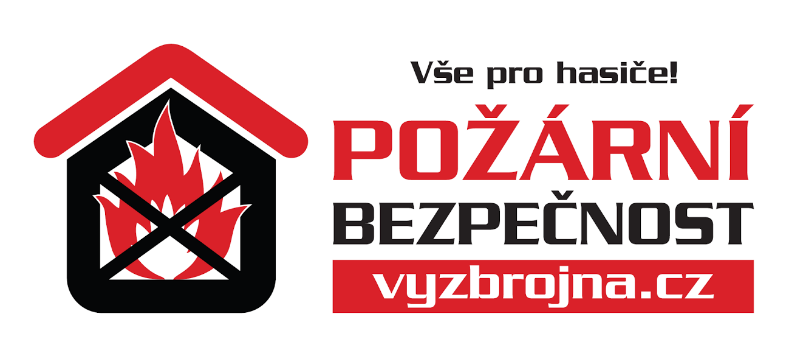 Vše pro hasiče!
POŽÁRNÍ
BEZPEČNOST
vyzbrojna.cz